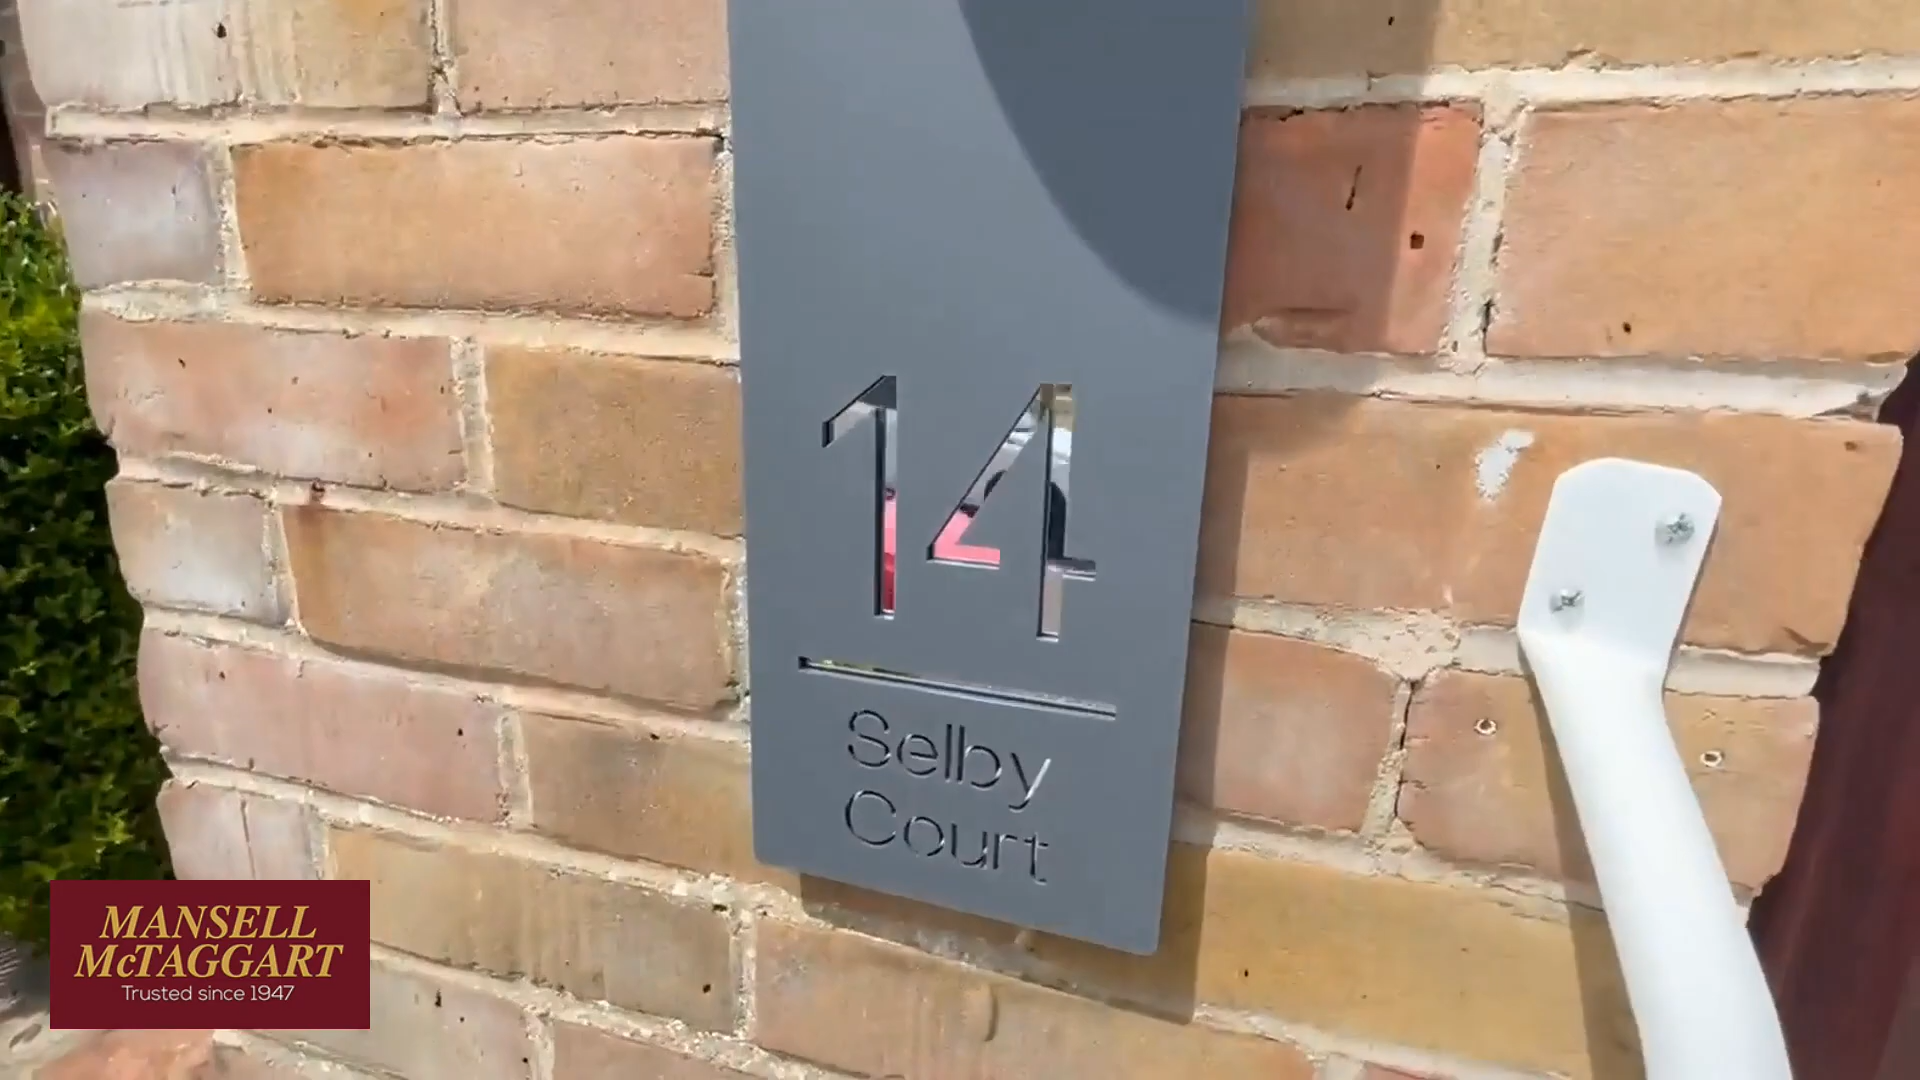 14
Selby
Court
MANSELL
McTAGGART
Trusted since 1947